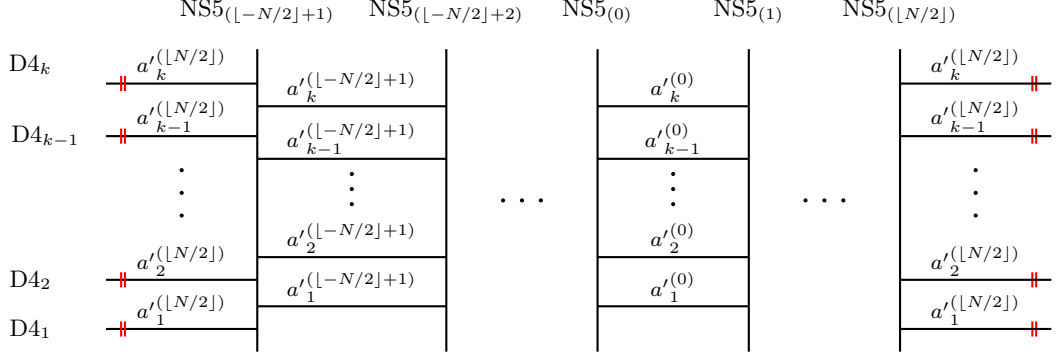 NS5_{(⌊−N/2⌋+1)} NS5_{(⌊−N/2⌋+2)} NS5_{(0)} NS5_{(1)} NS5_{(⌊N/2⌋)}
D4_k a′_k^{(⌊N/2⌋)} a′_k^{(⌊−N/2⌋+1)} a′_k^{(0)} a′_k^{(⌊N/2⌋)}
D4_{k−1} a′_{k−1}^{(⌊N/2⌋)} a′_{k−1}^{(⌊−N/2⌋+1)} a′_{k−1}^{(0)} a′_{k−1}^{(⌊N/2⌋)}
D4_2 a′_2^{(⌊N/2⌋)} a′_2^{(⌊−N/2⌋+1)} a′_2^{(0)} a′_2^{(⌊N/2⌋)}
D4_1 a′_1^{(⌊N/2⌋)} a′_1^{(⌊−N/2⌋+1)} a′_1^{(0)} a′_1^{(⌊N/2⌋)}